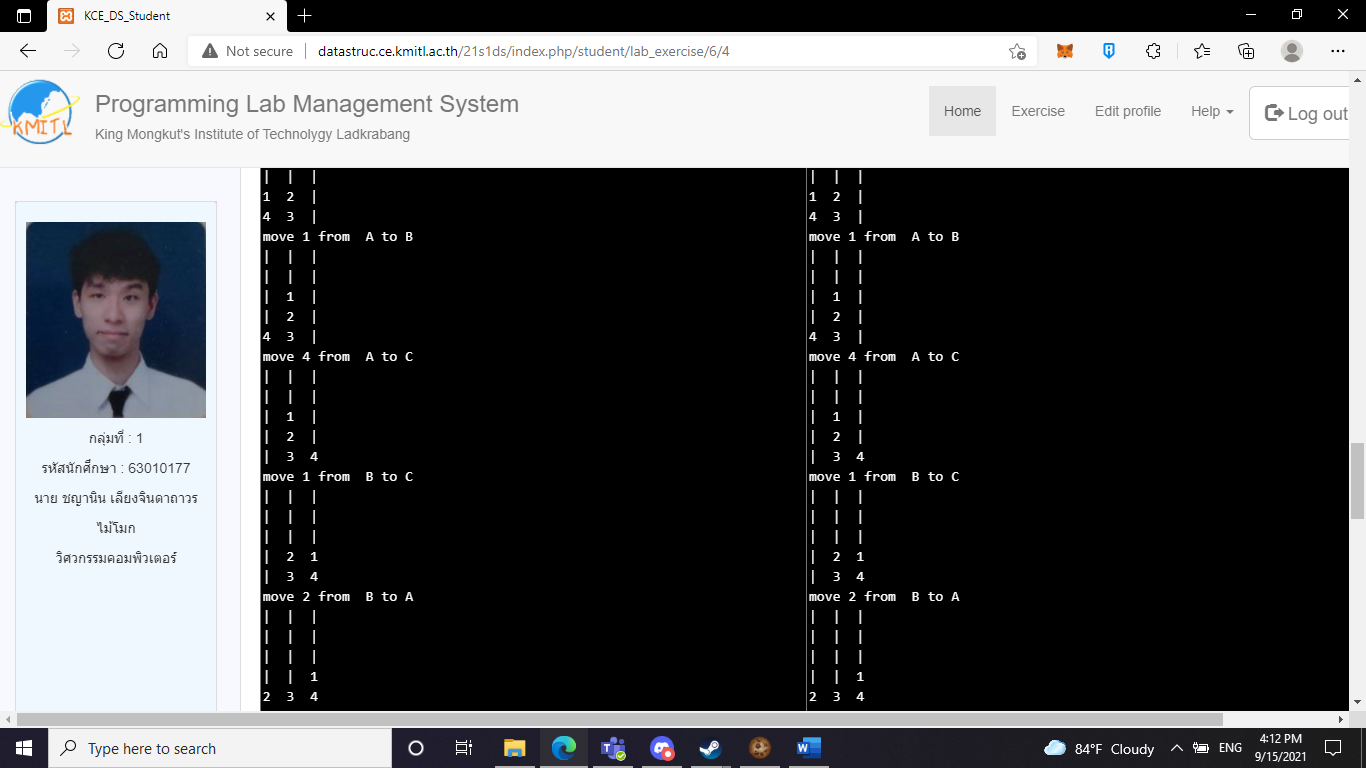 KCE_DS_Student
Not secure datastruc.ce.kmitl.ac.th/21s1ds/index.php/student/lab_exercise/6/4
KMITL
Programming Lab Management System
King Mongkut's Institute of Technolygy Ladkrabang
Home Exercise Edit profile Help Log out
กลุ่มที่ : 1
รหัสนักศึกษา : 63010177
นาย ชญานิน เลียงจินดาถาวร
ไม้โมก
วิศวกรรมคอมพิวเตอร์
| | |
1 2 |
4 3 |
move 1 from  A to B
| | |
| | |
| 1 |
| 2 |
4 3 |
move 4 from  A to C
| | |
| | |
| 1 |
| 2 |
| 3 4
move 1 from  B to C
| | |
| | |
| | |
| 2 1
| 3 4
move 2 from  B to A
| | |
| | |
| | |
| | 1
2 3 4
| | |
1 2 |
4 3 |
move 1 from  A to B
| | |
| | |
| 1 |
| 2 |
4 3 |
move 4 from  A to C
| | |
| | |
| 1 |
| 2 |
| 3 4
move 1 from  B to C
| | |
| | |
| | |
| 2 1
| 3 4
move 2 from  B to A
| | |
| | |
| | |
| | 1
2 3 4
Type here to search
84°F Cloudy
ENG
4:12 PM
9/15/2021